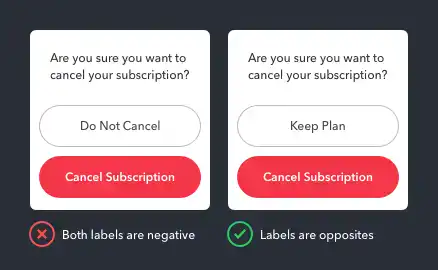 Are you sure you want to
cancel your subscription?
Do Not Cancel
Cancel Subscription
Both labels are negative
Are you sure you want to
cancel your subscription?
Keep Plan
Cancel Subscription
Labels are opposites